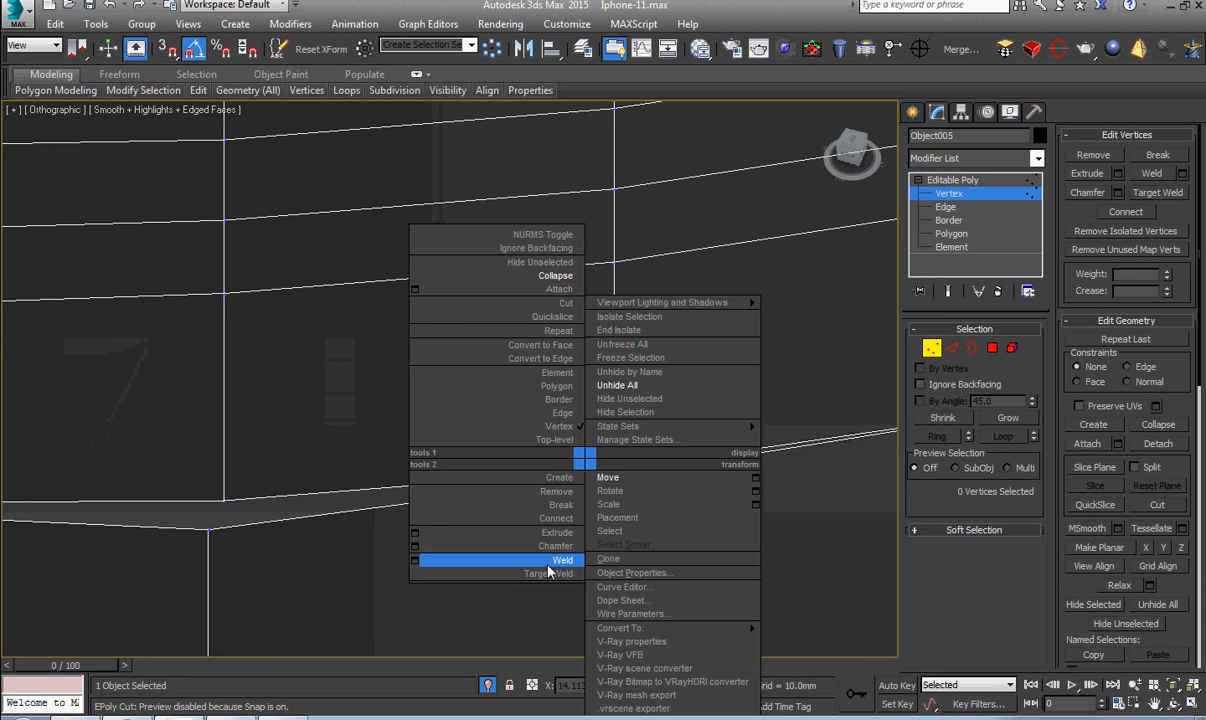 Workspace: Default
Autodesk 3ds Max 2015   Iphone-11.max
MAX
Edit Tools Group Views Create Modifiers Animation Graph Editors Rendering Customize MAXScript Help
View 3 % Reset XForm Create Selection Se Merge...
Modeling Freeform Selection Object Paint Populate
Polygon Modeling Modify Selection Edit Geometry (All) Vertices Loops Subdivision Visibility Align Properties
[ + ] [ Orthographic ] [ Smooth + Highlights + Edged Faces ]
NURMS Toggle
Ignore Backfacing
Hide Unselected
Collapse
Attach
Cut
Quickslice
Repeat
Convert to Face
Convert to Edge
Element
Polygon
Border
Edge
Vertex
Top-level
tools 1
tools 2
Create
Remove
Break
Connect
Extrude
Chamfer
Weld
Target Weld
Viewport Lighting and Shadows
Isolate Selection
End Isolate
Unfreeze All
Freeze Selection
Unhide by Name
Unhide All
Hide Unselected
Hide Selection
State Sets
Manage State Sets...
display
transform
Move
Rotate
Scale
Placement
Select
Select Similar
Clone
Object Properties...
Curve Editor...
Dope Sheet...
Wire Parameters...
Convert To:
V-Ray properties
V-Ray VFB
V-Ray scene converter
V-Ray Bitmap to VRayHDRI converter
V-Ray mesh export
.vrscene exporter
Object005
Modifier List
Editable Poly
Vertex
Edge
Border
Polygon
Element
Selection
By Vertex
Ignore Backfacing
By Angle: 45.0
Shrink Grow
Ring Loop
Preview Selection
Off SubObj Multi
0 Vertices Selected
Soft Selection
Edit Vertices
Remove Break
Extrude Weld
Chamfer Target Weld
Connect
Remove Isolated Vertices
Remove Unused Map Verts
Weight:
Crease:
Edit Geometry
Repeat Last
Constraints
None Edge
Face Normal
Preserve UVs
Create Collapse
Attach Detach
Slice Plane Split
Slice Reset Plane
QuickSlice Cut
MSmooth Tessellate
Make Planar X Y Z
View Align Grid Align
Relax
Hide Selected Unhide All
Hide Unselected
Named Selections:
Copy Paste
0 / 100
1 Object Selected X: 14.113 Grid = 10.0mm Auto Key Selected
Welcome to MA EPoly Cut: Preview disabled because Snap is on. Add Time Tag Set Key Key Filters... 0